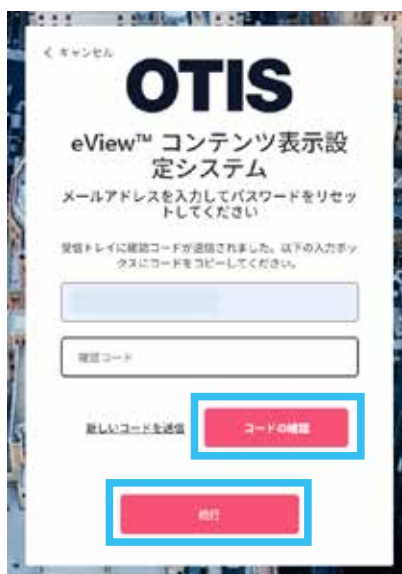 < キャンセル
OTIS
eView™ コンテンツ表示設
定システム
メールアドレスを入力してパスワードをリセッ
トしてください
受信トレイに確認コードが送信されました。以下の入力ボッ
クスにコードをコピーしてください。
確認コード
新しいコードを送信
コードの確認
続行